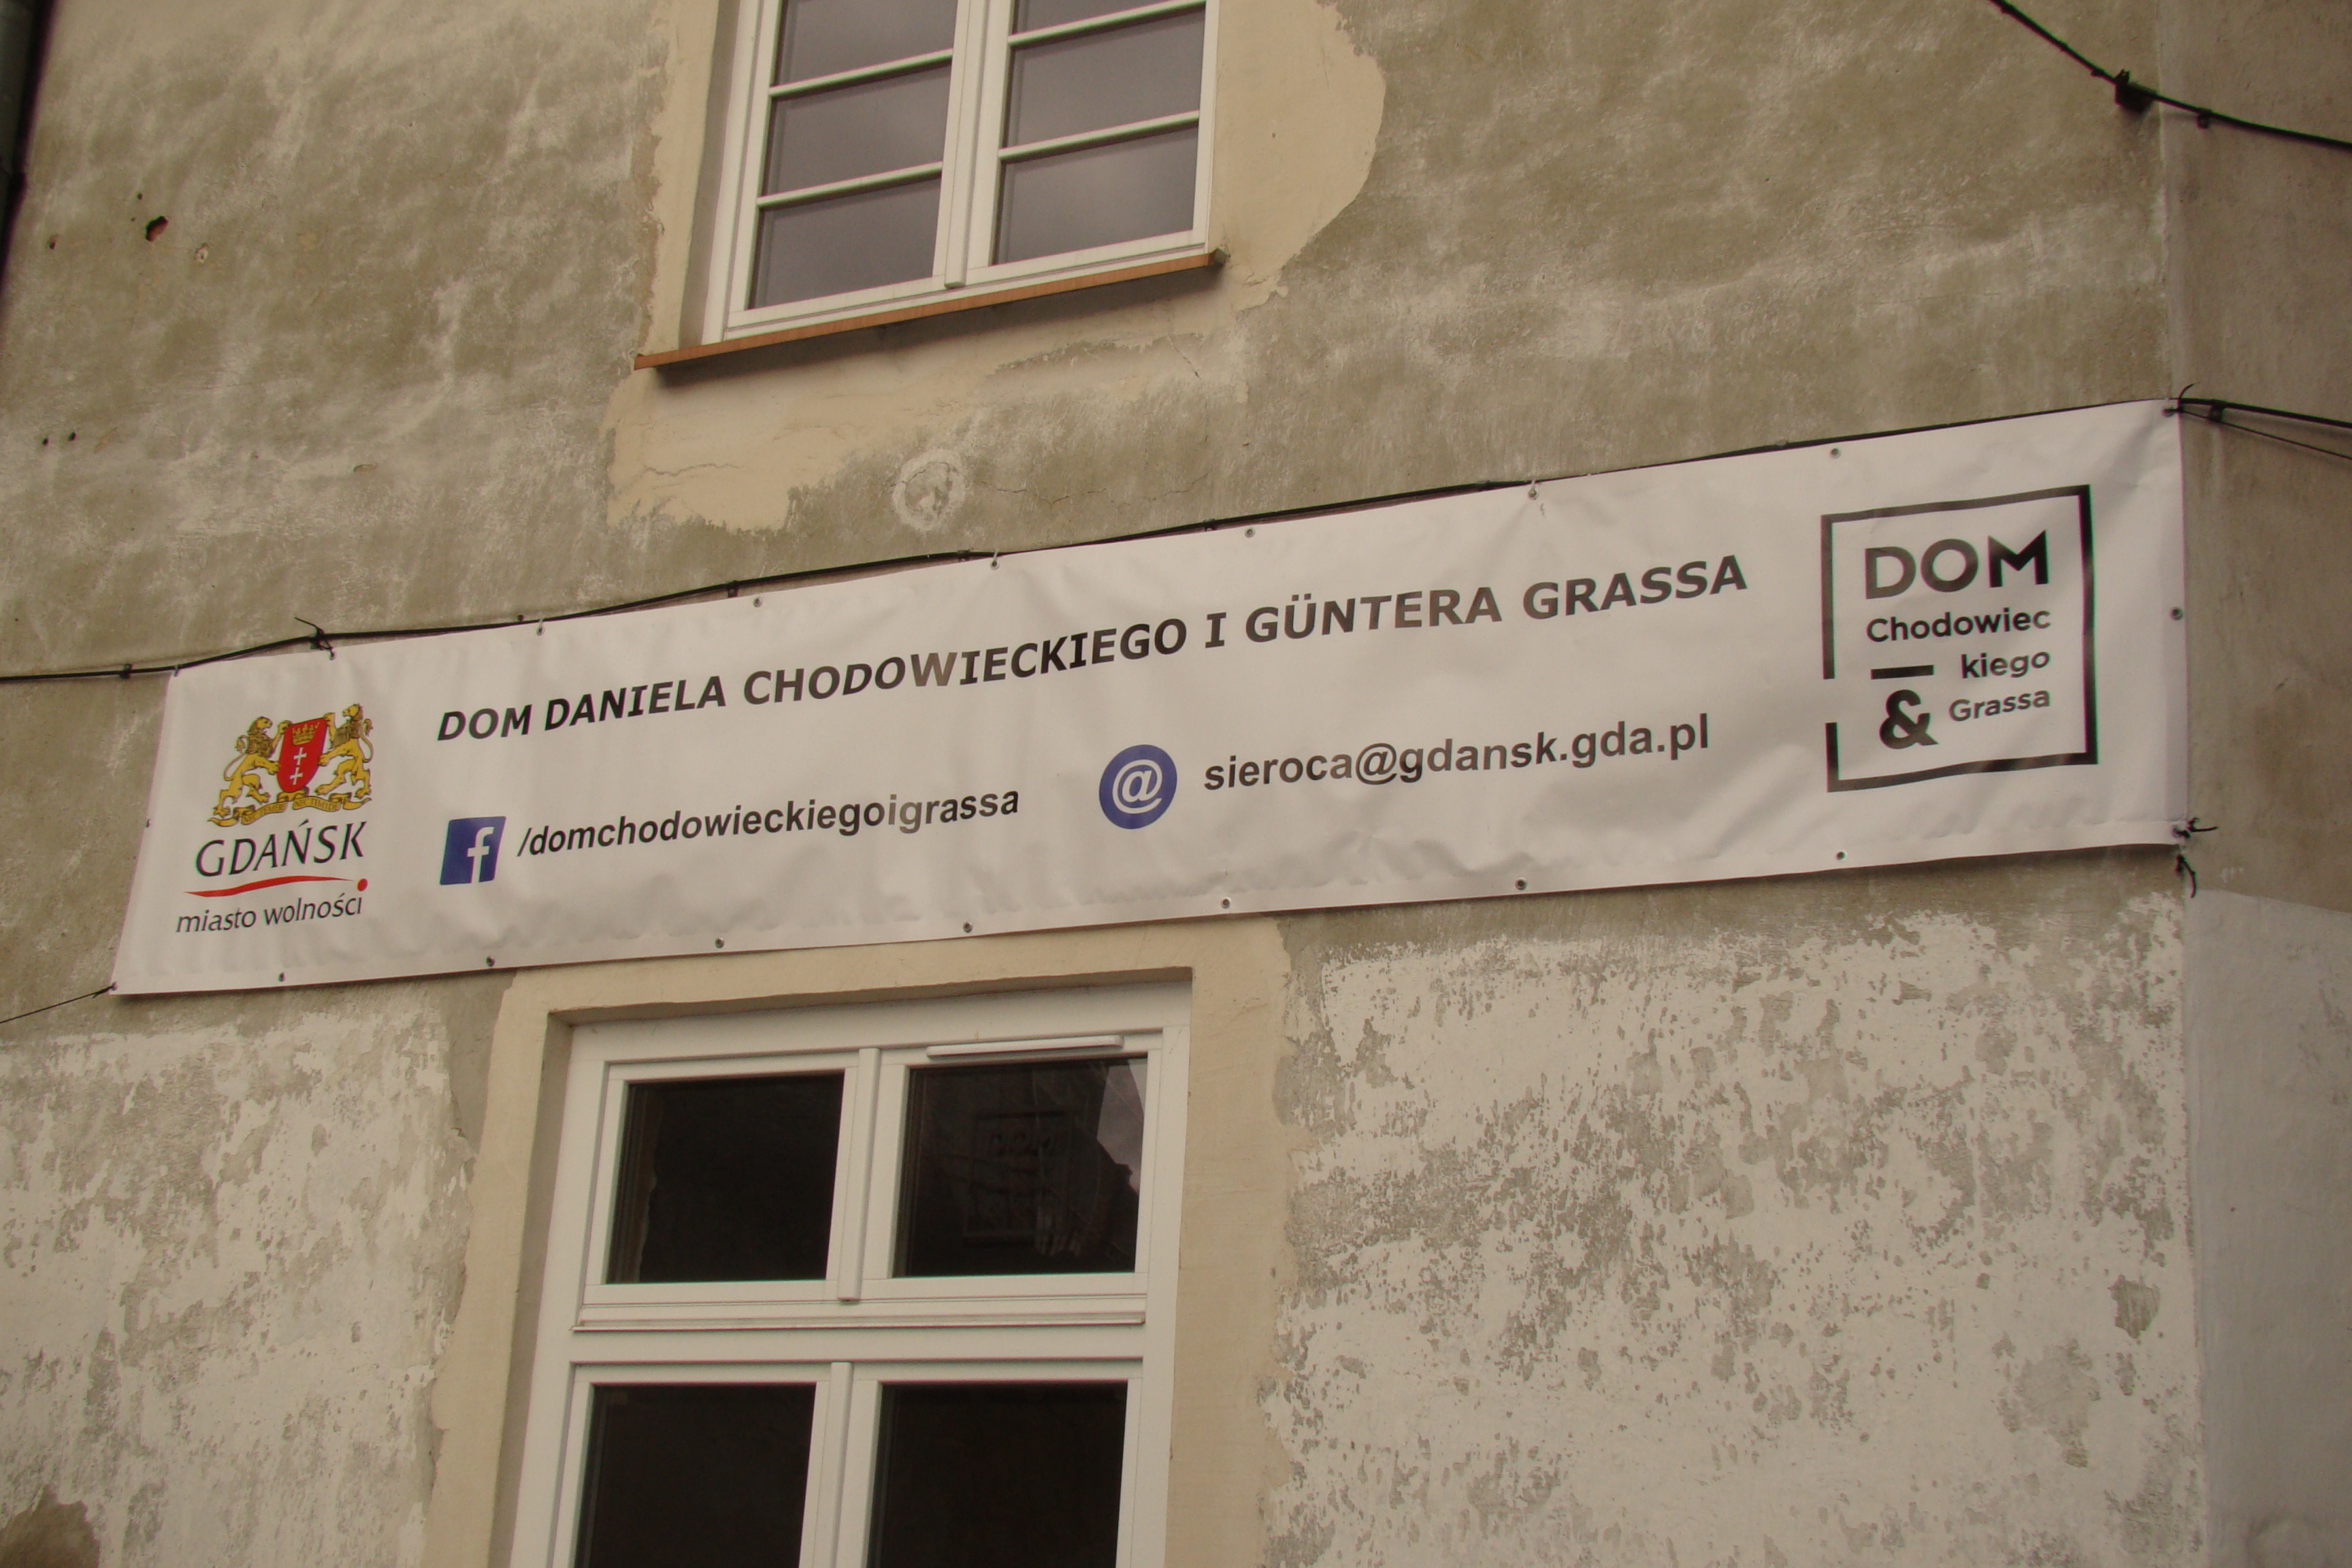 DOM DANIELA CHODOWIECKIEGO I GÜNTERA GRASSA
GDAŃSK
miasto wolności
/domchodowieckiegoigrassa
@ sieroca@gdansk.gda.pl
DOM
Chodowiec
kiego
& Grassa